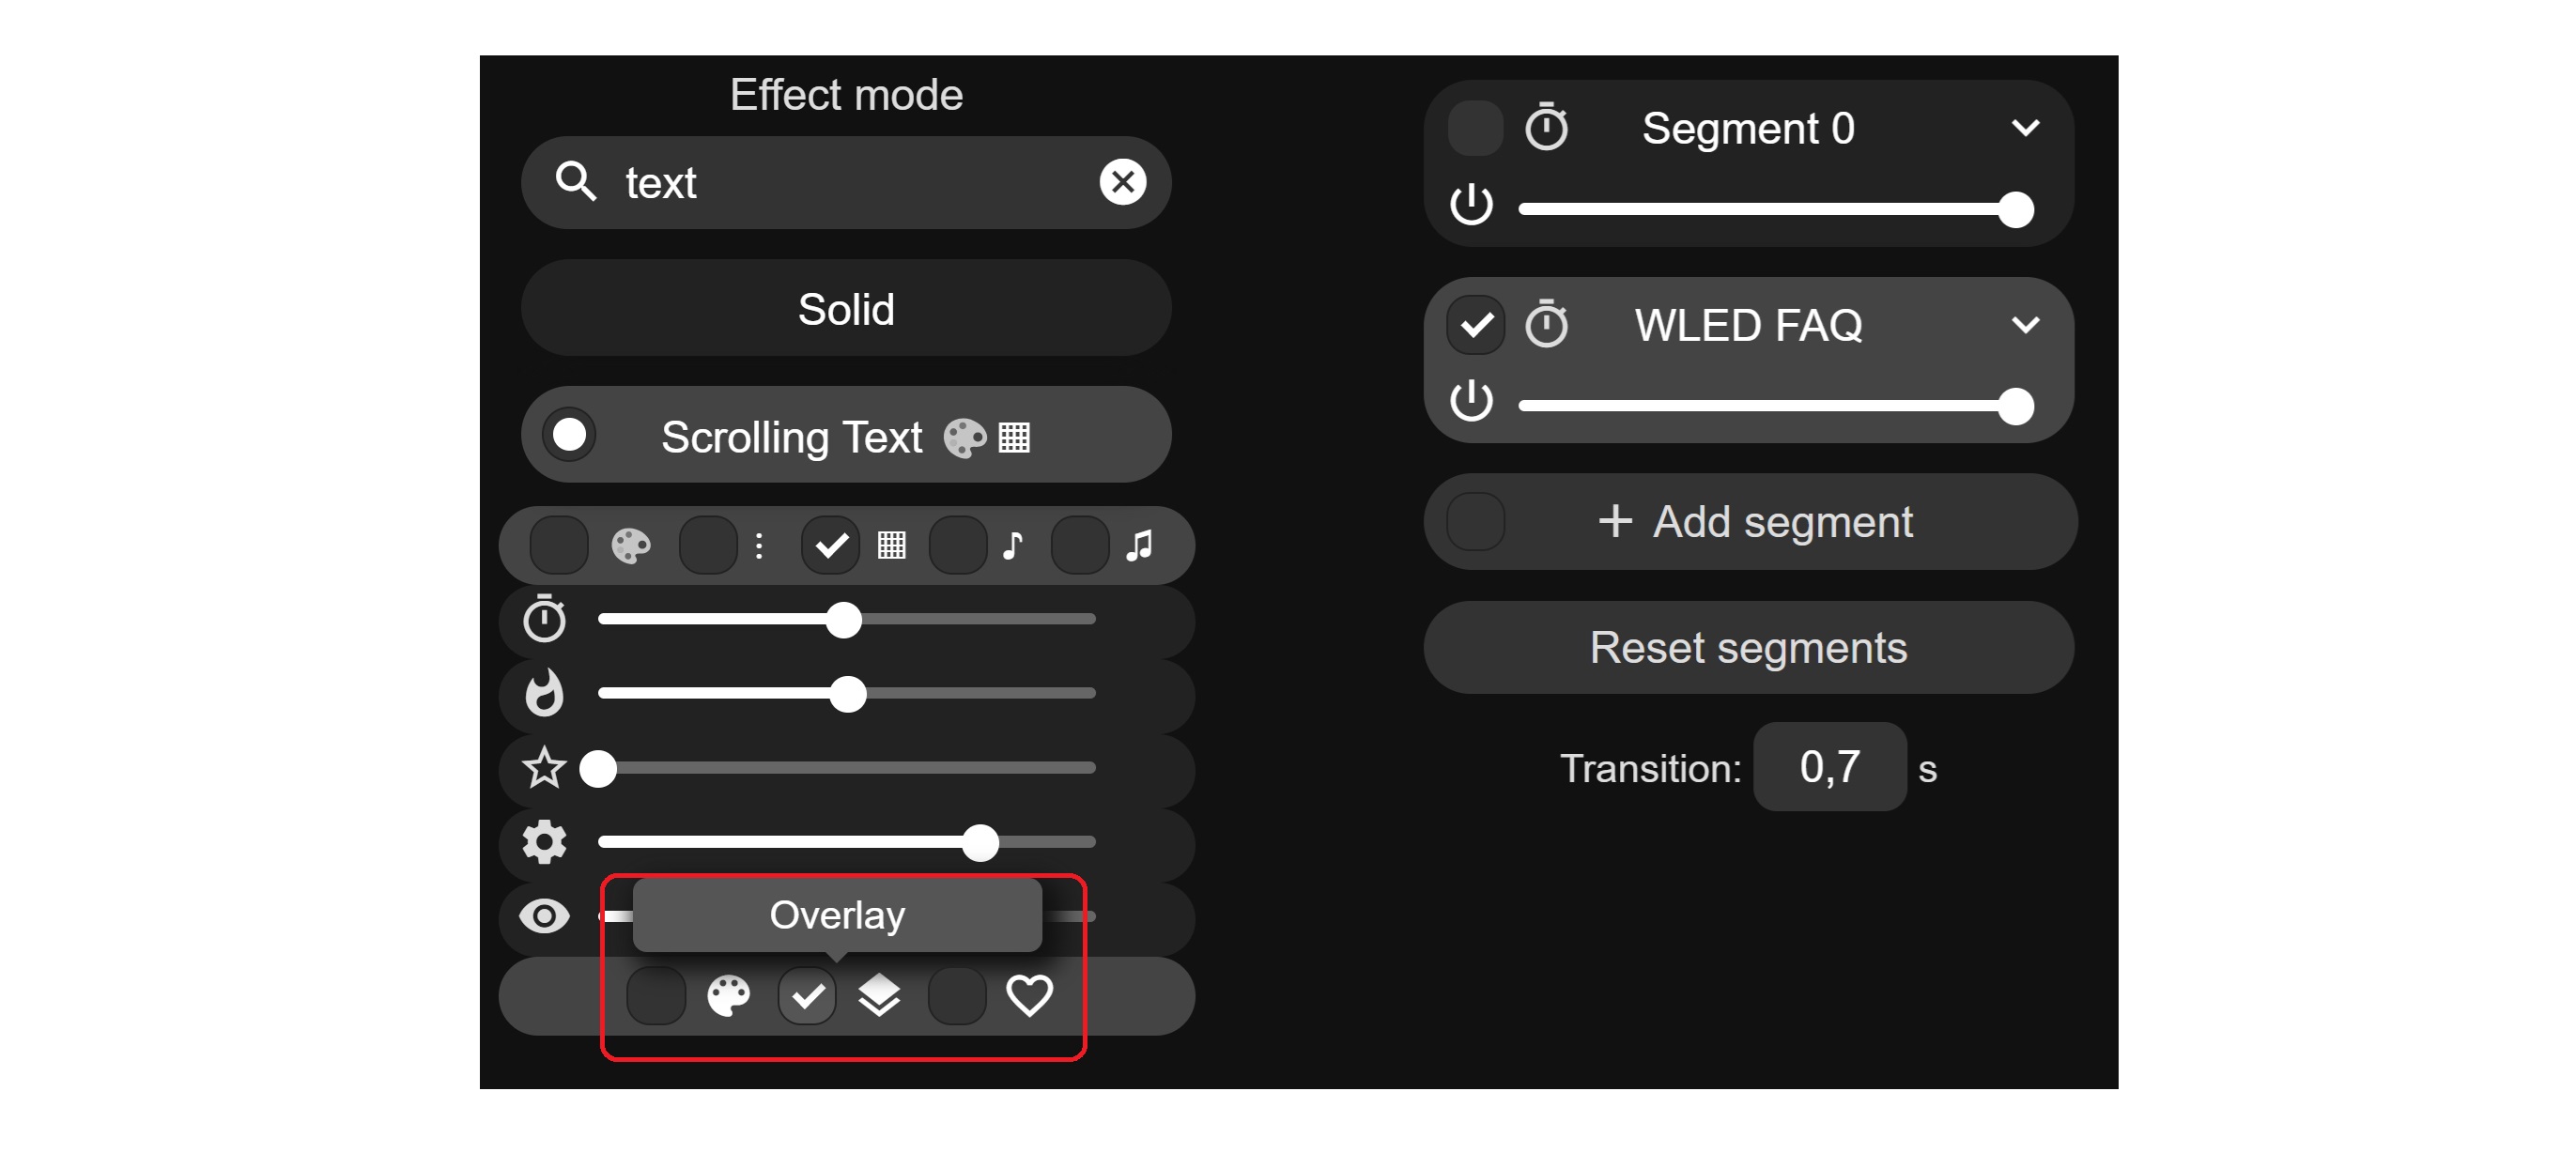 Effect mode
text
Solid
Scrolling Text
Overlay
Segment 0
WLED FAQ
+ Add segment
Reset segments
Transition: 0,7 s